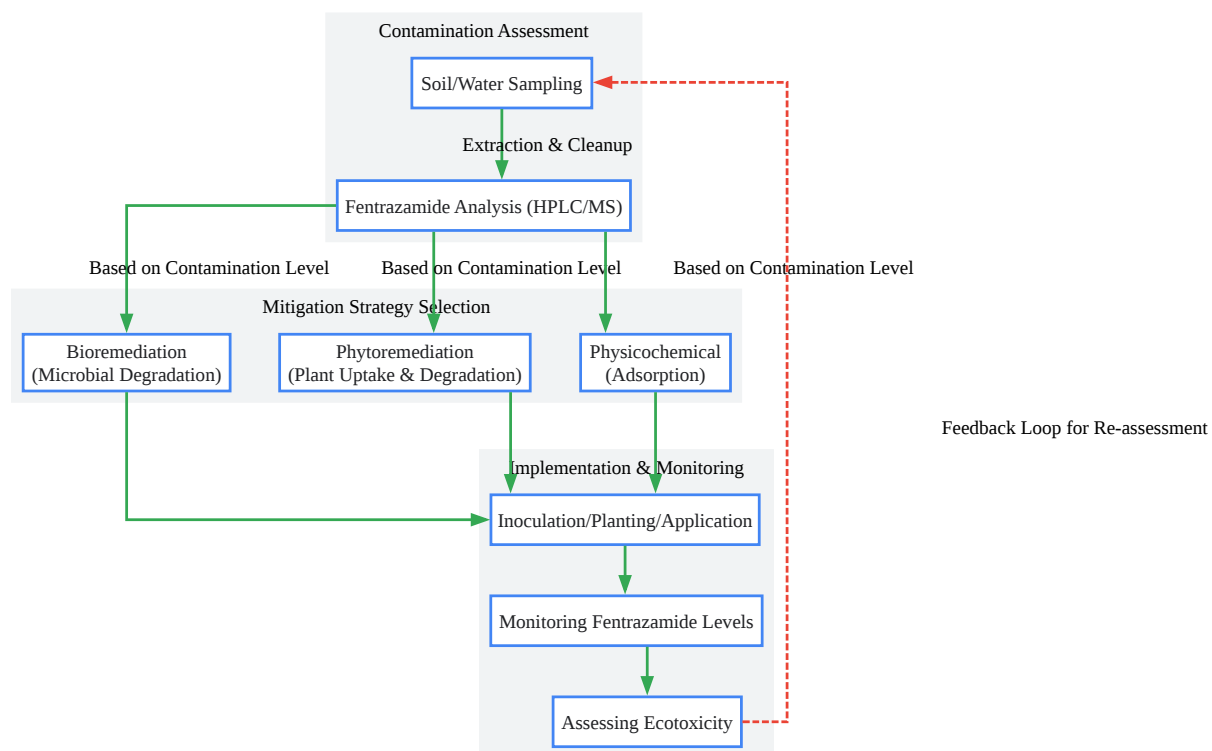 Contamination Assessment
Soil/Water Sampling
Extraction & Cleanup
Fentrazamide Analysis (HPLC/MS)
Based on Contamination Level
Based on Contamination Level
Based on Contamination Level
Mitigation Strategy Selection
Bioremediation
(Microbial Degradation)
Phytoremediation
(Plant Uptake & Degradation)
Physicochemical
(Adsorption)
Feedback Loop for Re-assessment
Implementation & Monitoring
Inoculation/Planting/Application
Monitoring Fentrazamide Levels
Assessing Ecotoxicity